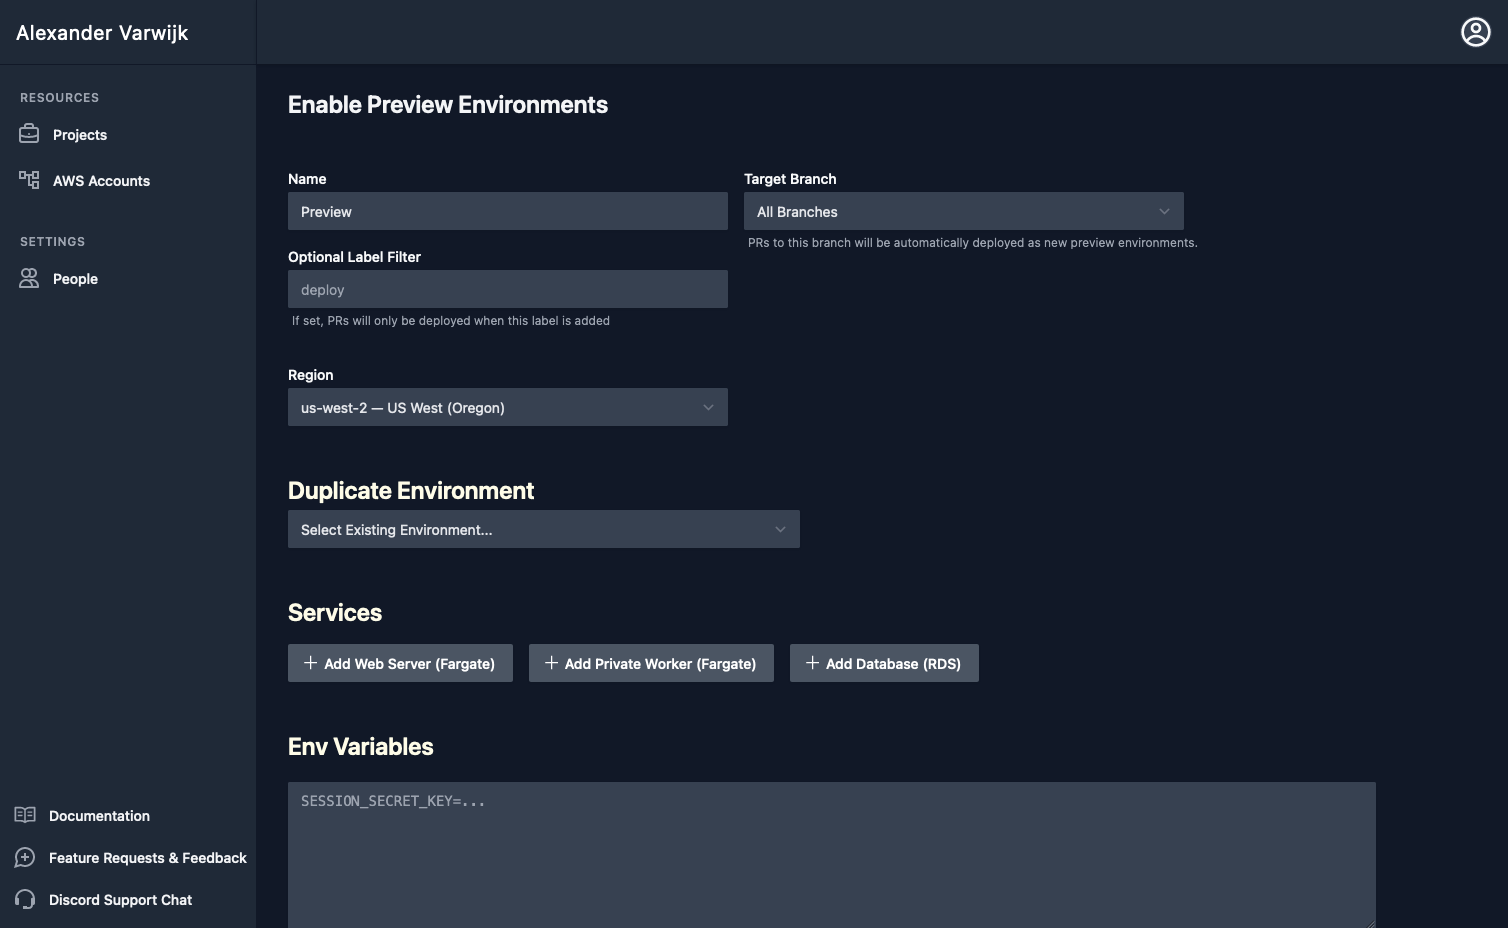 Alexander Varwijk
RESOURCES
Projects
AWS Accounts
SETTINGS
People
Documentation
Feature Requests & Feedback
Discord Support Chat
Enable Preview Environments
Name
Preview
Target Branch
All Branches
PRs to this branch will be automatically deployed as new preview environments.
Optional Label Filter
deploy
If set, PRs will only be deployed when this label is added
Region
us-west-2 — US West (Oregon)
Duplicate Environment
Select Existing Environment...
Services
Add Web Server (Fargate)
Add Private Worker (Fargate)
Add Database (RDS)
Env Variables
SESSION_SECRET_KEY=...